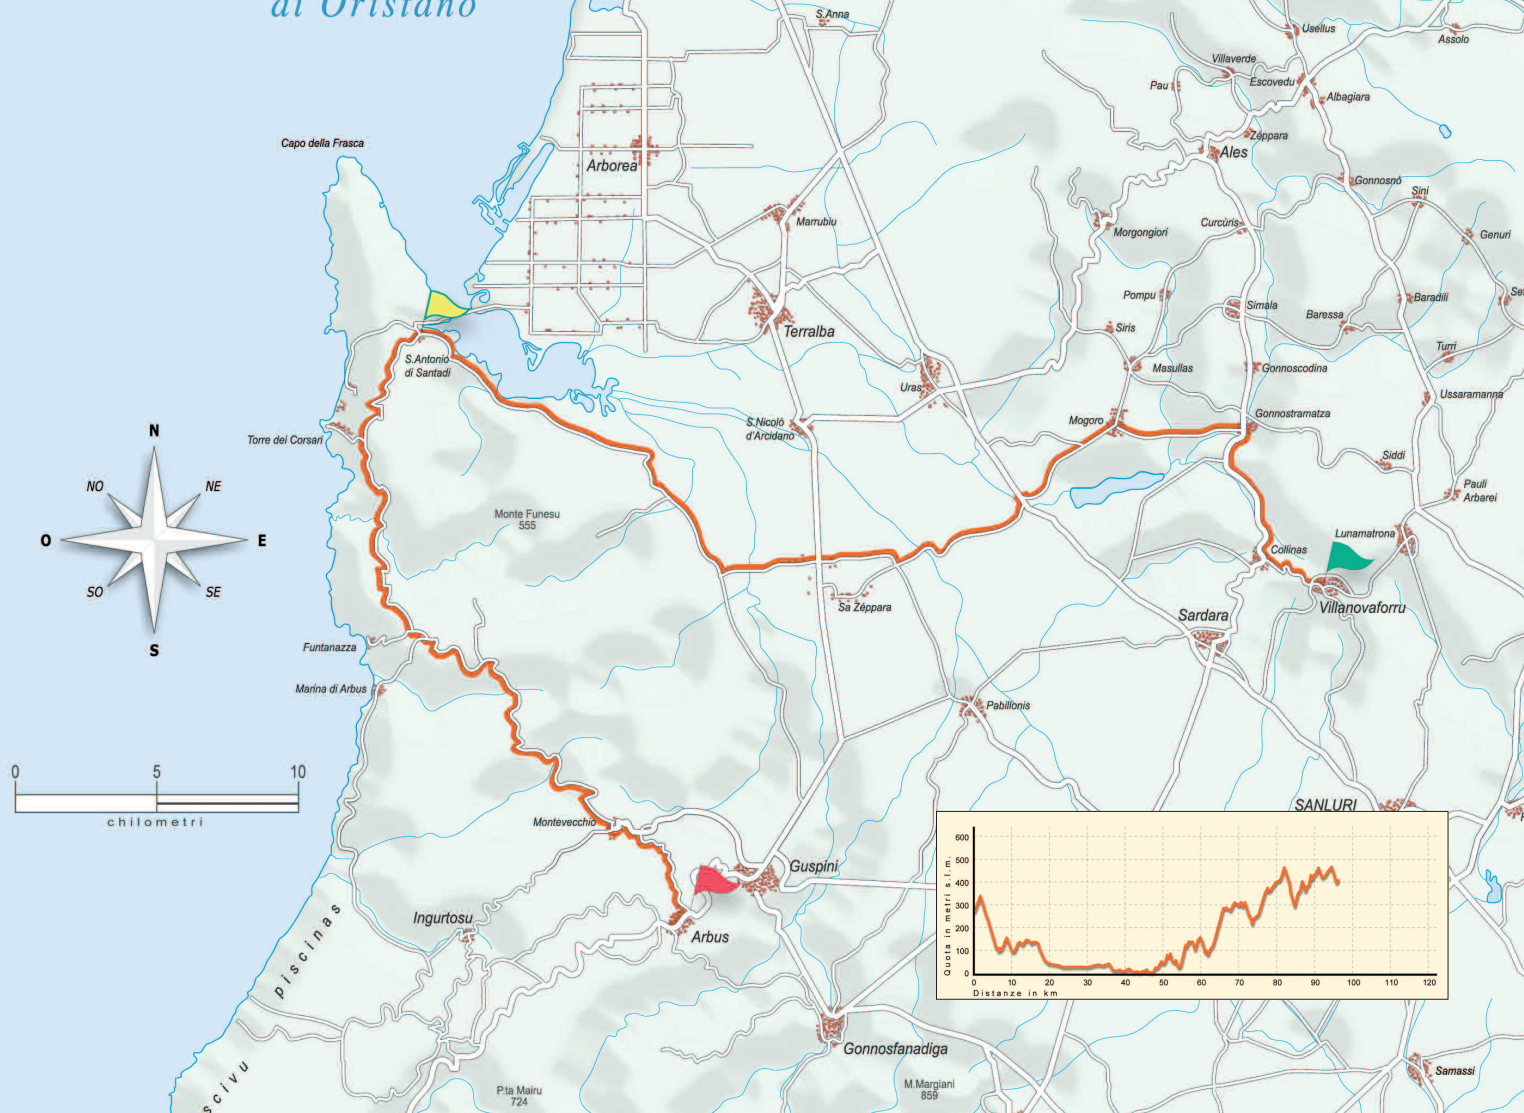 di Oristano
S.Anna
Usellus
Assolo
Villaverde
Pau
Escovedu
Albagiara
Zéppara
Ales
Capo della Frasca
Arborea
Gonnosnò
Sini
Marrubiu
Morgongiori
Curcùris
Genuri
Pompu
Simala
Baradili
Baressa
Siris
Terralba
Turri
S.Antonio
di Santadi
Masullas
Gonnoscodina
Uras
Ussaramanna
Gonnostramatza
Mogoro
S.Nicolò
d'Arcidano
Torre dei Corsari
Siddi
Pauli
Arbarei
N
NO
NE
O
E
SO
SE
S
Monte Funesu
555
Lunamatrona
Collinas
Villanovaforru
Sa Zéppara
Sardara
Funtanazza
Marina di Arbus
Pabillonis
0 5 10
chilometri
SANLURI
Montevecchio
Guspini
Ingurtosu
Arbus
piscinas
scivu
Gonnosfanadiga
P.ta Mairu
724
M.Margiani
859
Samassi
Quota in metri s.l.m.
600
500
400
300
200
100
0
0 10 20 30 40 50 60 70 80 90 100 110 120
Distanze in km